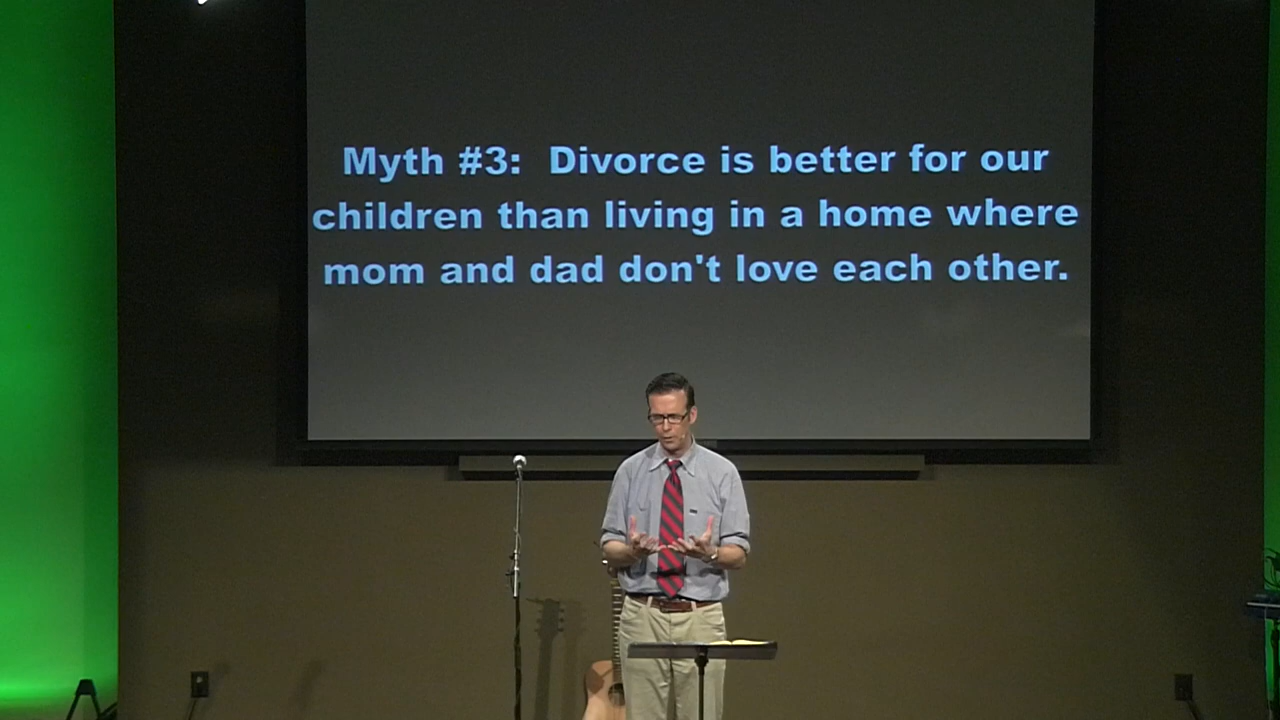 Myth #3:  Divorce is better for our
children than living in a home where
mom and dad don't love each other.